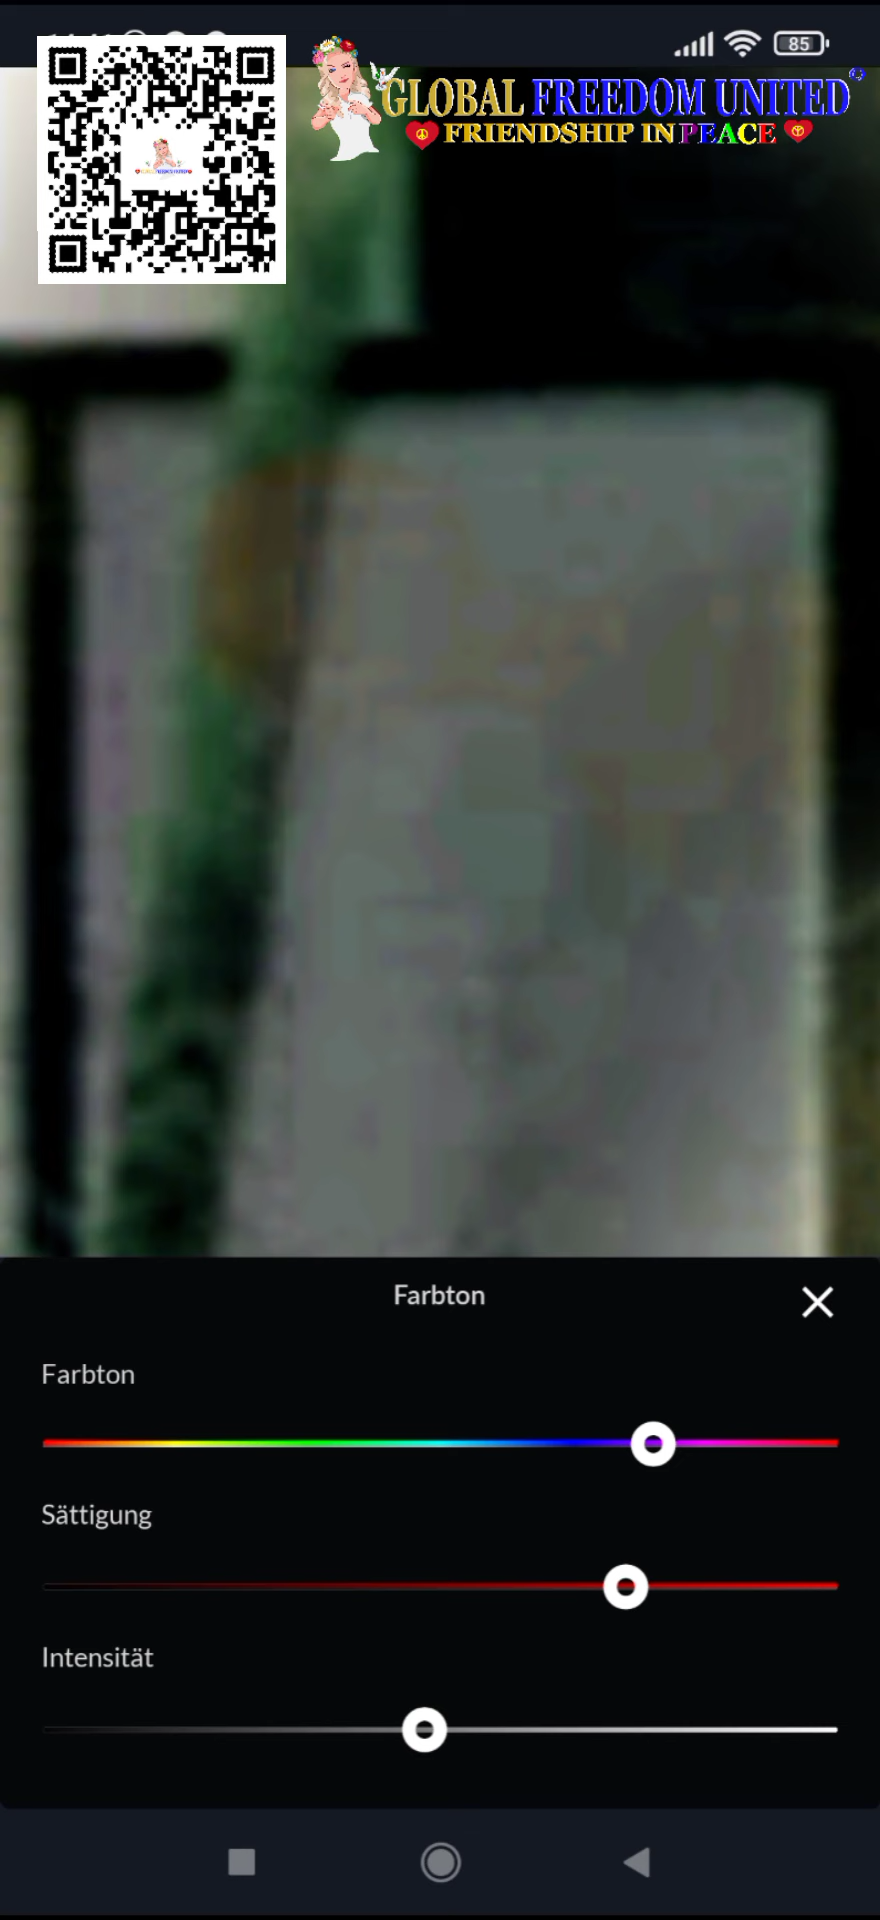 85
GLOBAL FREEDOM UNITED
FRIENDSHIP IN PEACE
Farbton
Farbton
Sättigung
Intensität